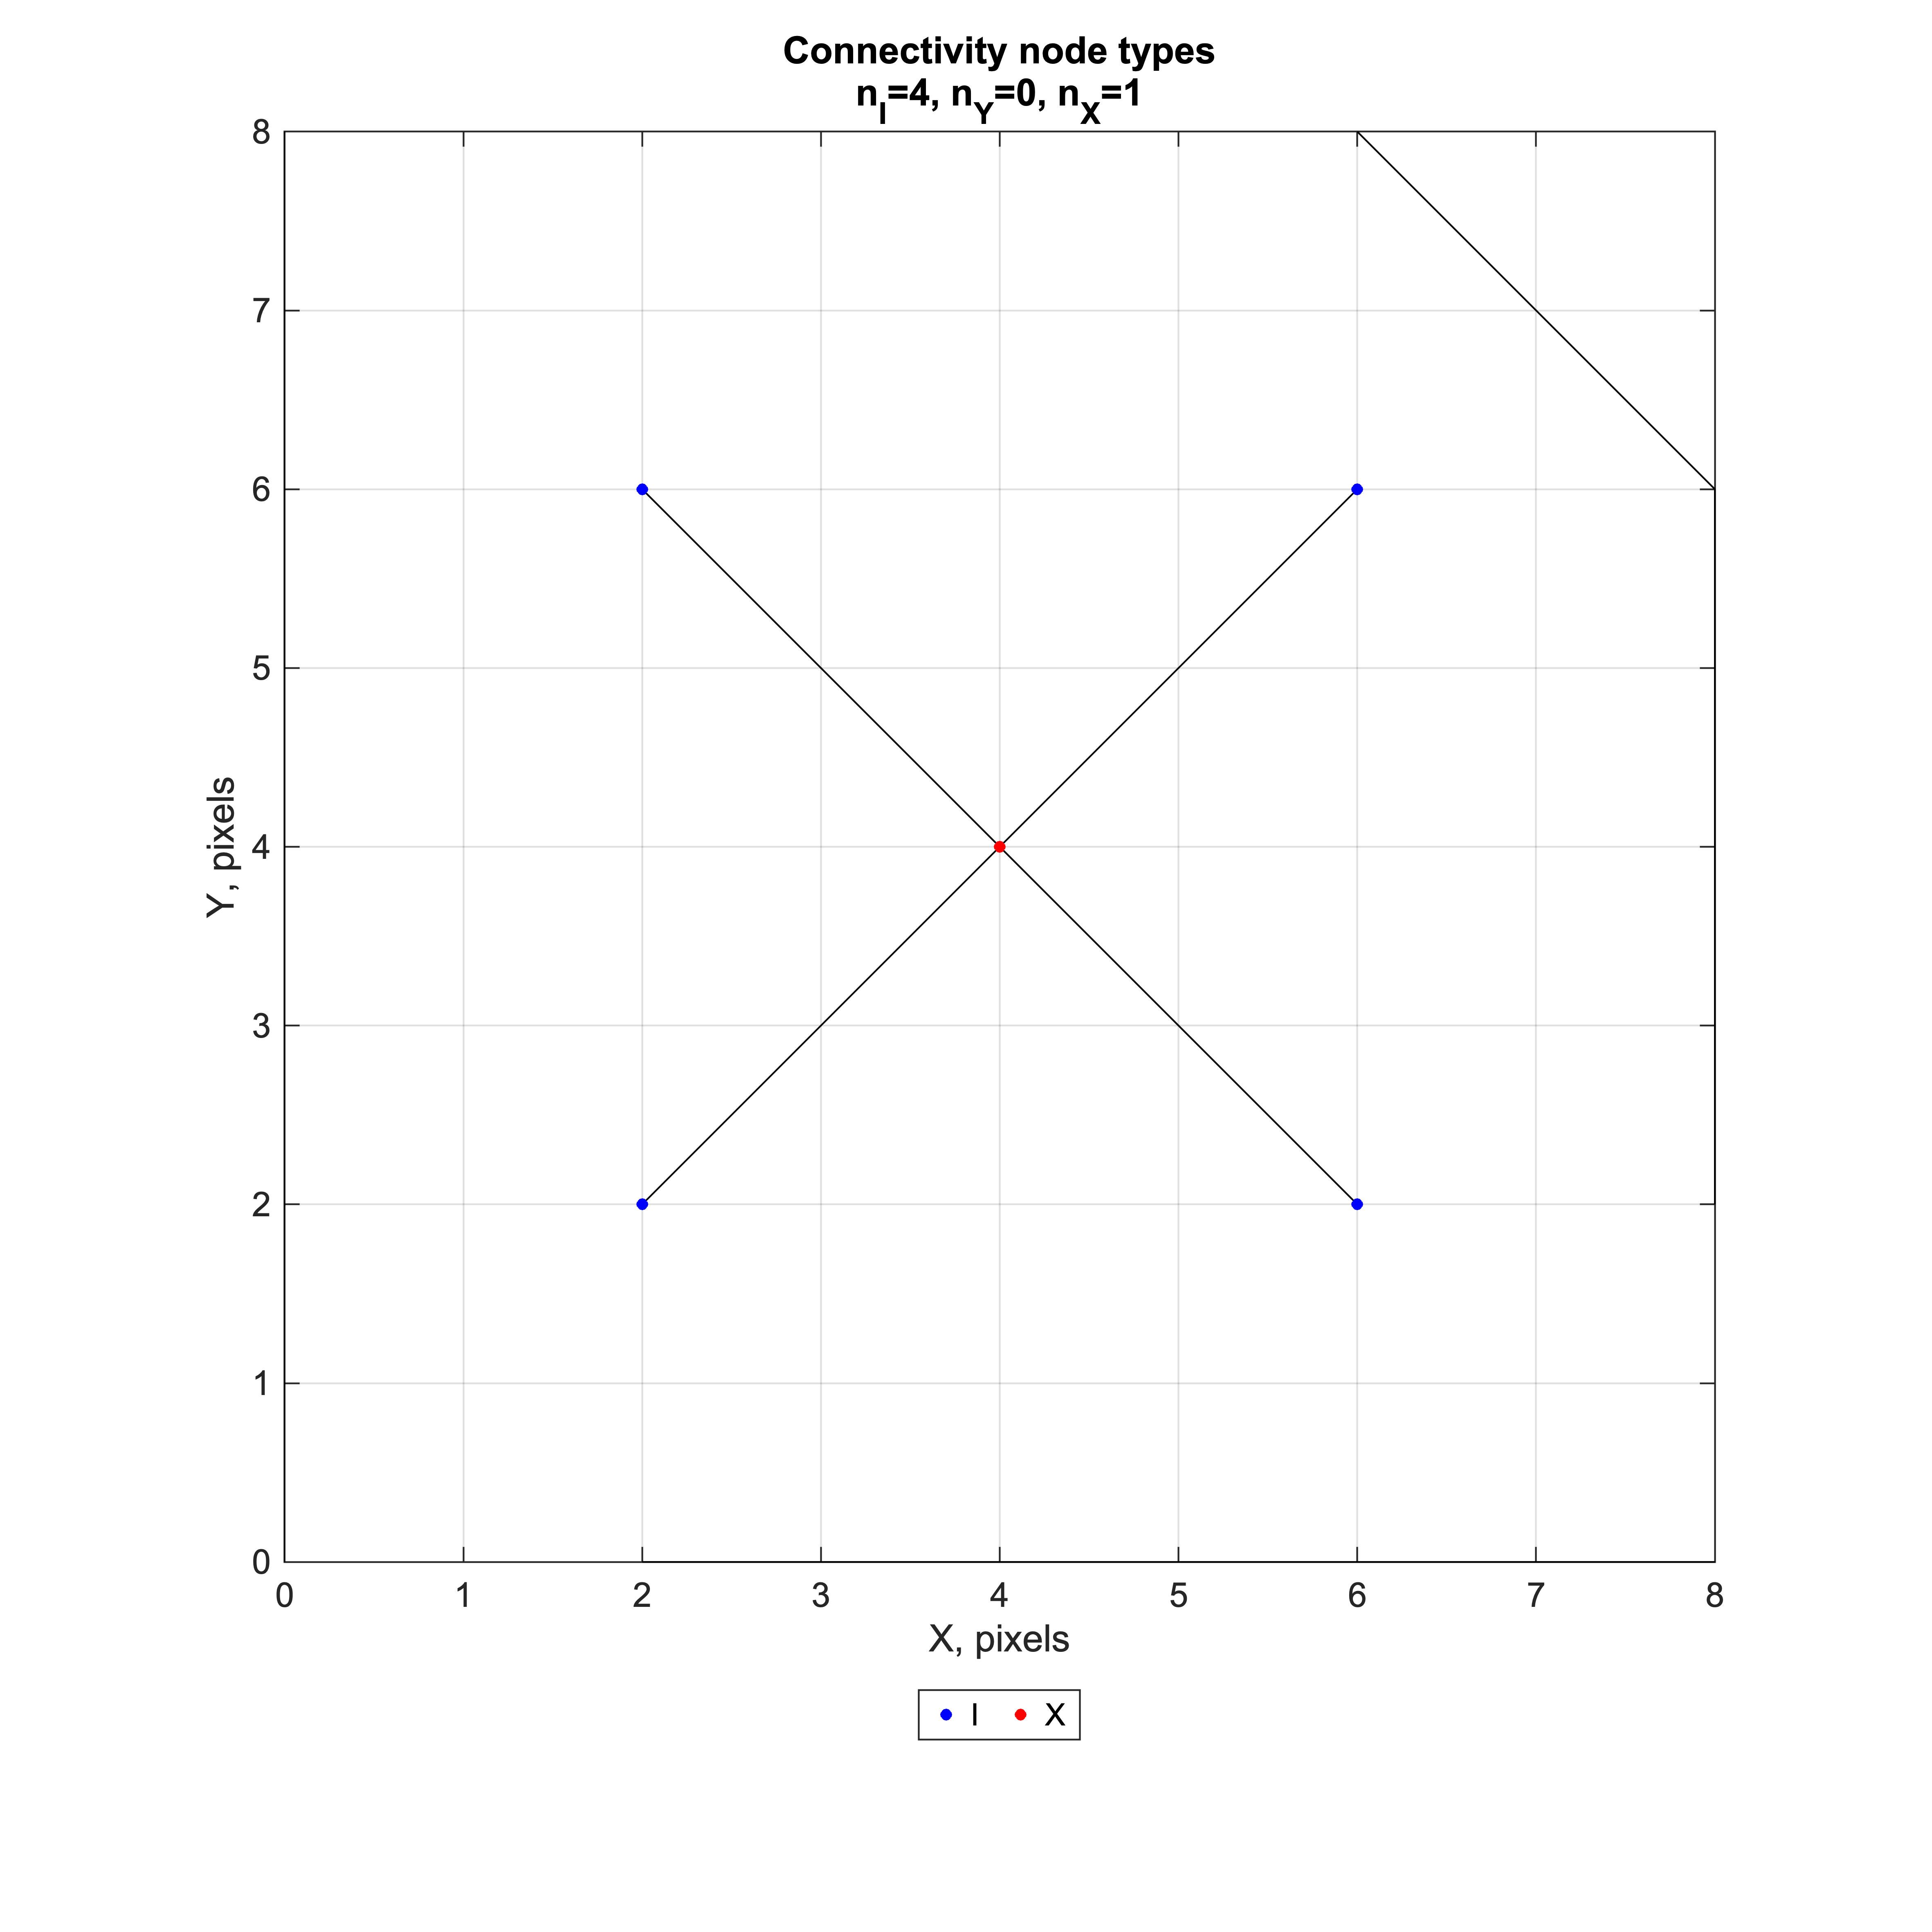 Connectivity node types
nI=4, nY=0, nX=1
8
7
6
5
4
3
2
1
0
Y, pixels
0 1 2 3 4 5 6 7 8
X, pixels
I X